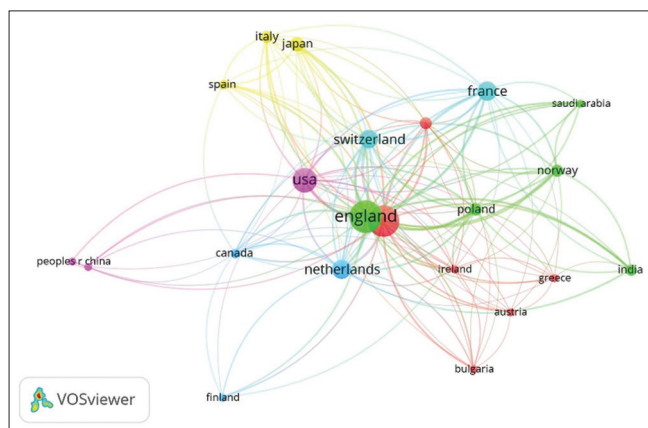 italy
japan
spain
france
saudi arabia
switzerland
usa
norway
england
poland
peoples r china
canada
netherlands
ireland
greece
india
austria
bulgaria
finland
VOSviewer